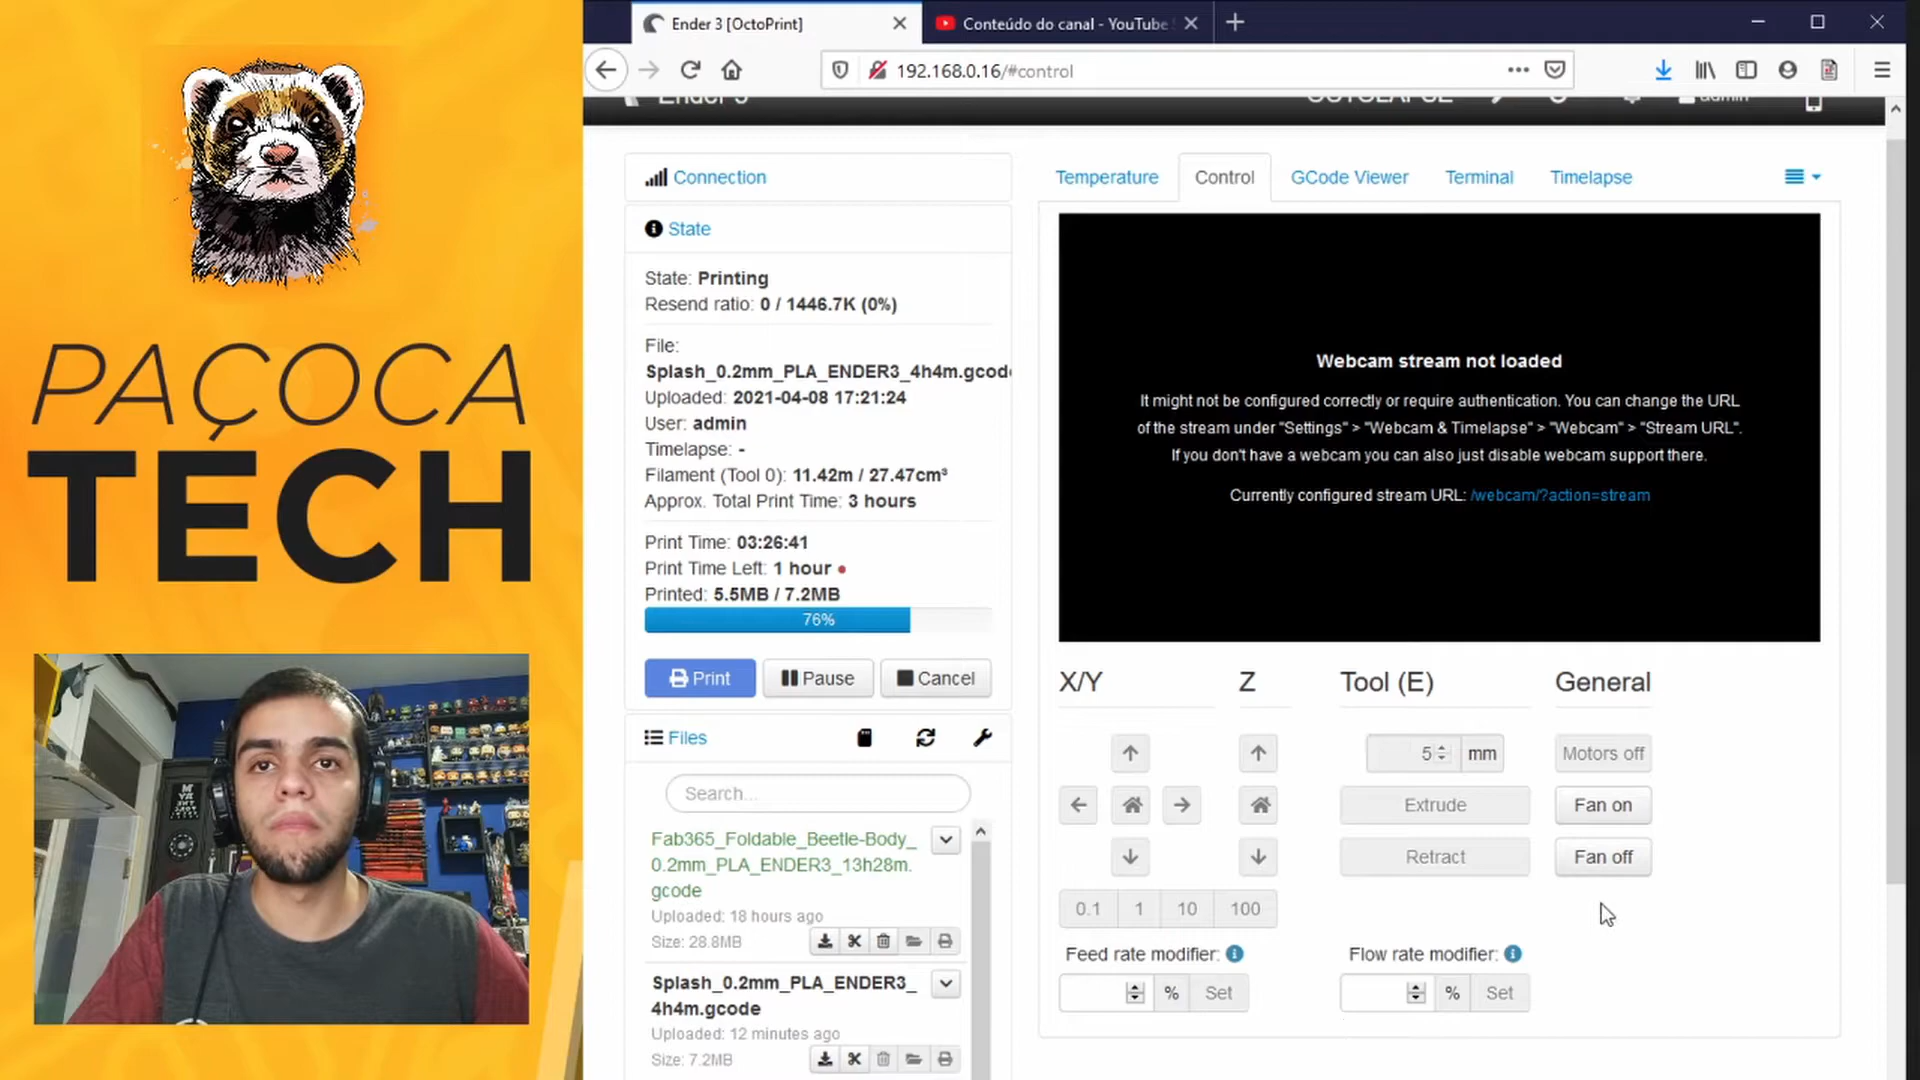 PAÇOCA
TECH
Ender 3 [OctoPrint]
Conteúdo do canal - YouTube
192.168.0.16/#control
Ender 3
OCTOLAPSE
admin
Connection
State
State: Printing
Resend ratio: 0 / 1446.7K (0%)
File:
Splash_0.2mm_PLA_ENDER3_4h4m.gcode
Uploaded: 2021-04-08 17:21:24
User: admin
Timelapse: -
Filament (Tool 0): 11.42m / 27.47cm³
Approx. Total Print Time: 3 hours
Print Time: 03:26:41
Print Time Left: 1 hour
Printed: 5.5MB / 7.2MB
76%
Print
Pause
Cancel
Files
Search...
Fab365_Foldable_Beetle-Body_
0.2mm_PLA_ENDER3_13h28m.
gcode
Uploaded: 18 hours ago
Size: 28.8MB
Splash_0.2mm_PLA_ENDER3_
4h4m.gcode
Uploaded: 12 minutes ago
Size: 7.2MB
Temperature
Control
GCode Viewer
Terminal
Timelapse
Webcam stream not loaded
It might not be configured correctly or require authentication. You can change the URL
of the stream under "Settings" > "Webcam & Timelapse" > "Webcam" > "Stream URL".
If you don't have a webcam you can also just disable webcam support there.
Currently configured stream URL: /webcam/?action=stream
X/Y
Z
Tool (E)
General
5 mm
Motors off
Extrude
Fan on
Retract
Fan off
0.1 1 10 100
Feed rate modifier:
% Set
Flow rate modifier:
% Set